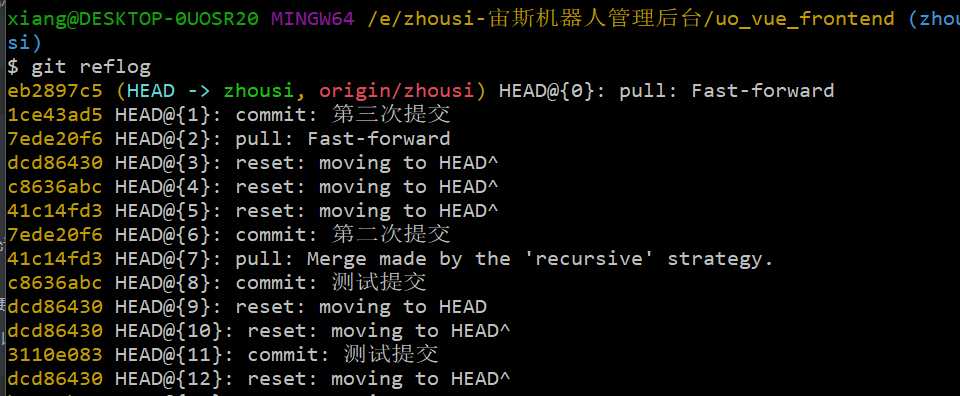 xiang@DESKTOP-0UOSR20 MINGW64 /e/zhousi-宙斯机器人管理后台/uo_vue_frontend (zhou
si)
$ git reflog
eb2897c5 (HEAD -> zhousi, origin/zhousi) HEAD@{0}: pull: Fast-forward
1ce43ad5 HEAD@{1}: commit: 第三次提交
7ede20f6 HEAD@{2}: pull: Fast-forward
dcd86430 HEAD@{3}: reset: moving to HEAD^
c8636abc HEAD@{4}: reset: moving to HEAD^
41c14fd3 HEAD@{5}: reset: moving to HEAD^
7ede20f6 HEAD@{6}: commit: 第二次提交
41c14fd3 HEAD@{7}: pull: Merge made by the 'recursive' strategy.
c8636abc HEAD@{8}: commit: 测试提交
dcd86430 HEAD@{9}: reset: moving to HEAD
dcd86430 HEAD@{10}: reset: moving to HEAD^
3110e083 HEAD@{11}: commit: 测试提交
dcd86430 HEAD@{12}: reset: moving to HEAD^